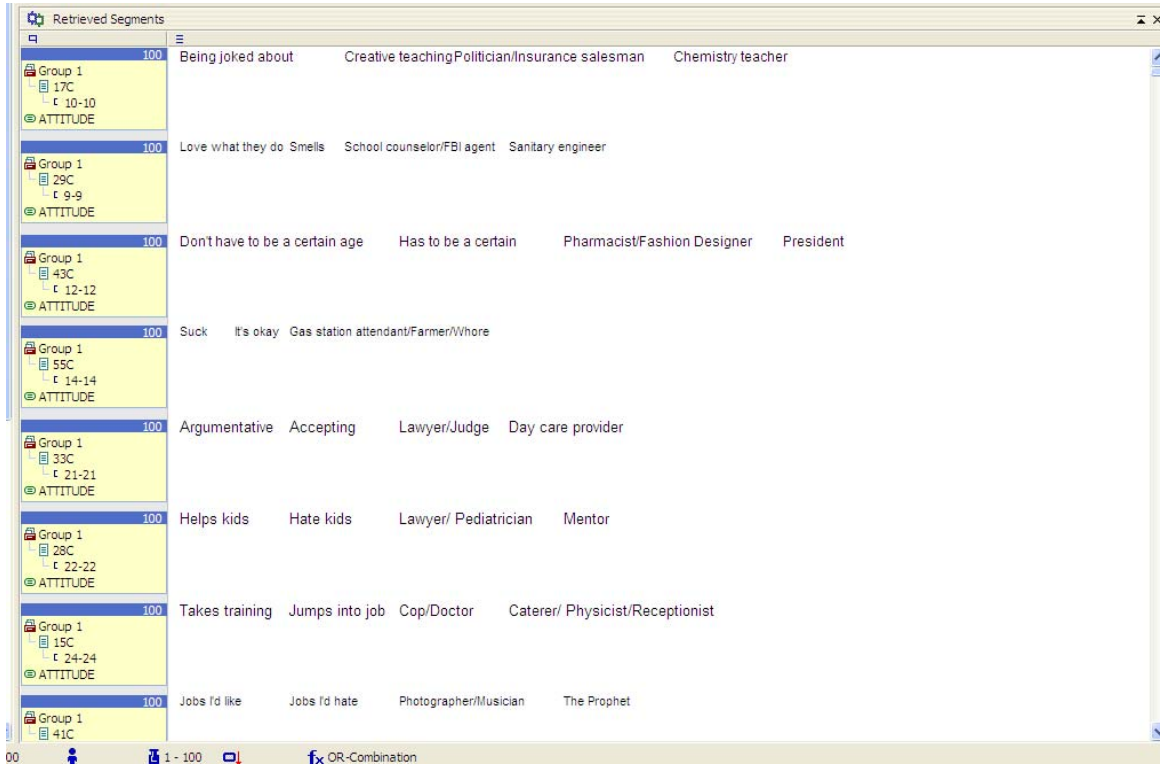 Retrieved Segments
100
Group 1
17C
10-10
ATTITUDE
Being joked about Creative teaching Politician/Insurance salesman Chemistry teacher
100
Group 1
29C
9-9
ATTITUDE
Love what they do Smells School counselor/FBI agent Sanitary engineer
100
Group 1
43C
12-12
ATTITUDE
Don't have to be a certain age Has to be a certain Pharmacist/Fashion Designer President
100
Group 1
55C
14-14
ATTITUDE
Suck It's okay Gas station attendant/Farmer/Whore
100
Group 1
33C
21-21
ATTITUDE
Argumentative Accepting Lawyer/Judge Day care provider
100
Group 1
28C
22-22
ATTITUDE
Helps kids Hate kids Lawyer/ Pediatrician Mentor
100
Group 1
15C
24-24
ATTITUDE
Takes training Jumps into job Cop/Doctor Caterer/ Physicist/Receptionist
100
Group 1
41C
Jobs I'd like Jobs I'd hate Photographer/Musician The Prophet
00 1 - 100 fx OR-Combination